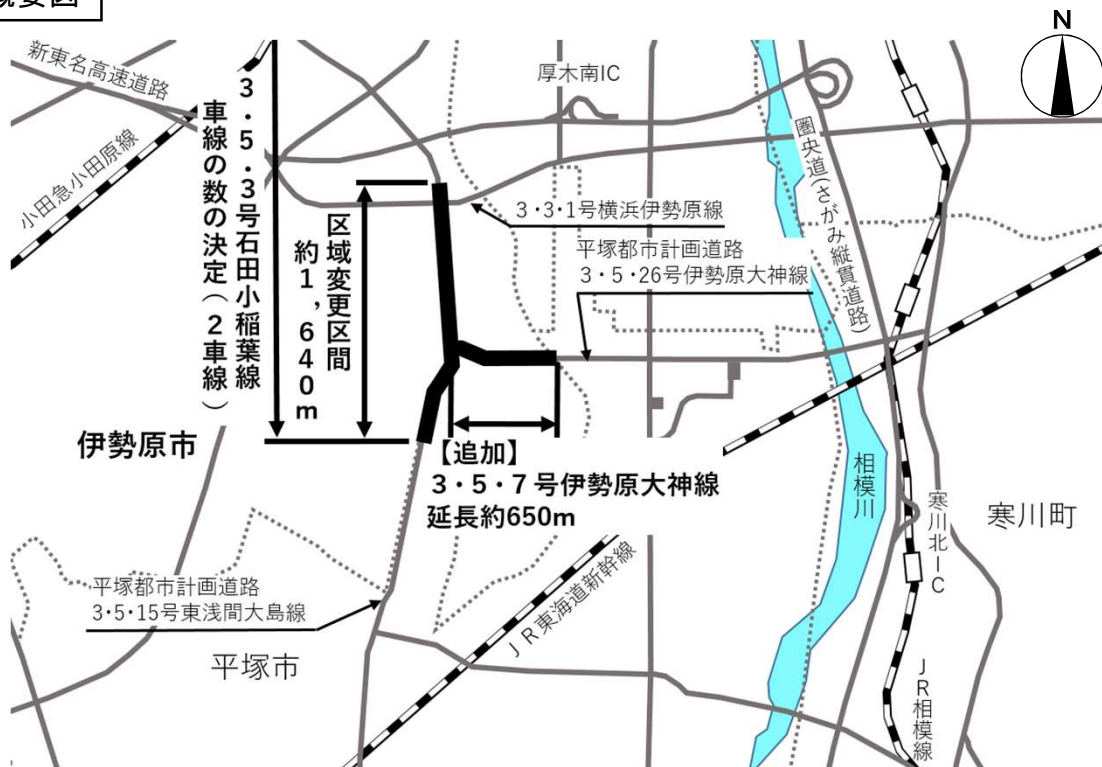 概要図
N
新東名高速道路
小田急小田原線
3・5・3号石田小稲葉線
車線の数の決定（2車線）
厚木南IC
圏央道(さがみ縦貫道路)
3・3・1号横浜伊勢原線
平塚都市計画道路
3・5・26号伊勢原大神線
区域変更区間
約1,640m
伊勢原市
【追加】
3・5・7号伊勢原大神線
延長約650m
相模川
寒川北IC
寒川町
平塚都市計画道路
3・5・15号東浅間大島線
JR東海道新幹線
平塚市
JR相模線